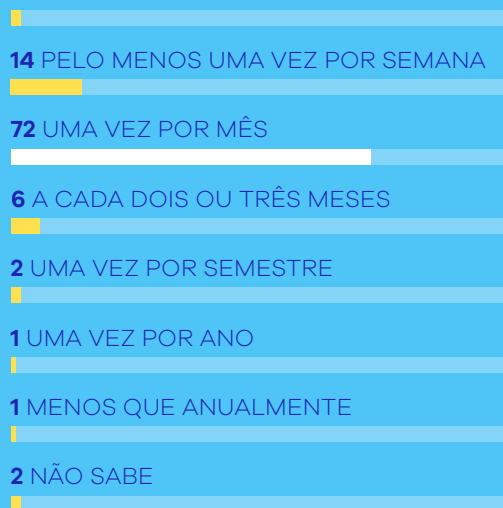 14 PELO MENOS UMA VEZ POR SEMANA
72 UMA VEZ POR MÊS
6 A CADA DOIS OU TRÊS MESES
2 UMA VEZ POR SEMESTRE
1 UMA VEZ POR ANO
1 MENOS QUE ANUALMENTE
2 NÃO SABE